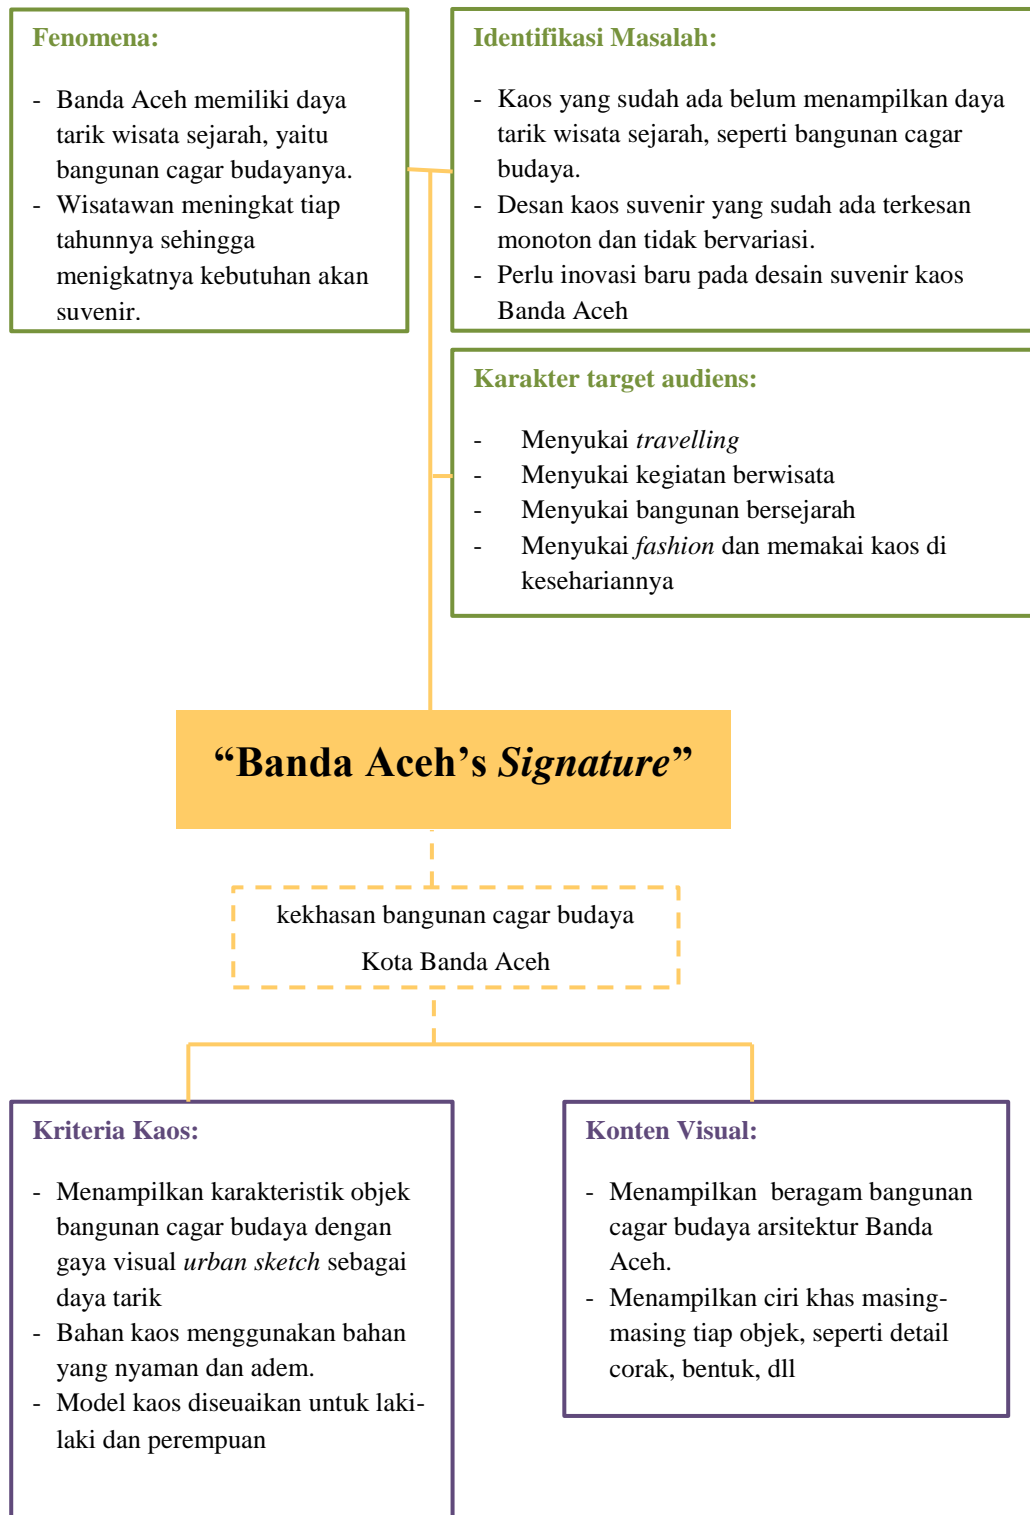 Fenomena:
- Banda Aceh memiliki daya
tarik wisata sejarah, yaitu
bangunan cagar budayanya.
- Wisatawan meningkat tiap
tahunnya sehingga
menigkatnya kebutuhan akan
suvenir.
Identifikasi Masalah:
- Kaos yang sudah ada belum menampilkan daya
tarik wisata sejarah, seperti bangunan cagar
budaya.
- Desan kaos suvenir yang sudah ada terkesan
monoton dan tidak bervariasi.
- Perlu inovasi baru pada desain suvenir kaos
Banda Aceh
Karakter target audiens:
- Menyukai travelling
- Menyukai kegiatan berwisata
- Menyukai bangunan bersejarah
- Menyukai fashion dan memakai kaos di
kesehariannya
“Banda Aceh’s Signature”
kekhasan bangunan cagar budaya
Kota Banda Aceh
Kriteria Kaos:
- Menampilkan karakteristik objek
bangunan cagar budaya dengan
gaya visual urban sketch sebagai
daya tarik
- Bahan kaos menggunakan bahan
yang nyaman dan adem.
- Model kaos diseuaikan untuk laki-
laki dan perempuan
Konten Visual:
- Menampilkan beragam bangunan
cagar budaya arsitektur Banda
Aceh.
- Menampilkan ciri khas masing-
masing tiap objek, seperti detail
corak, bentuk, dll